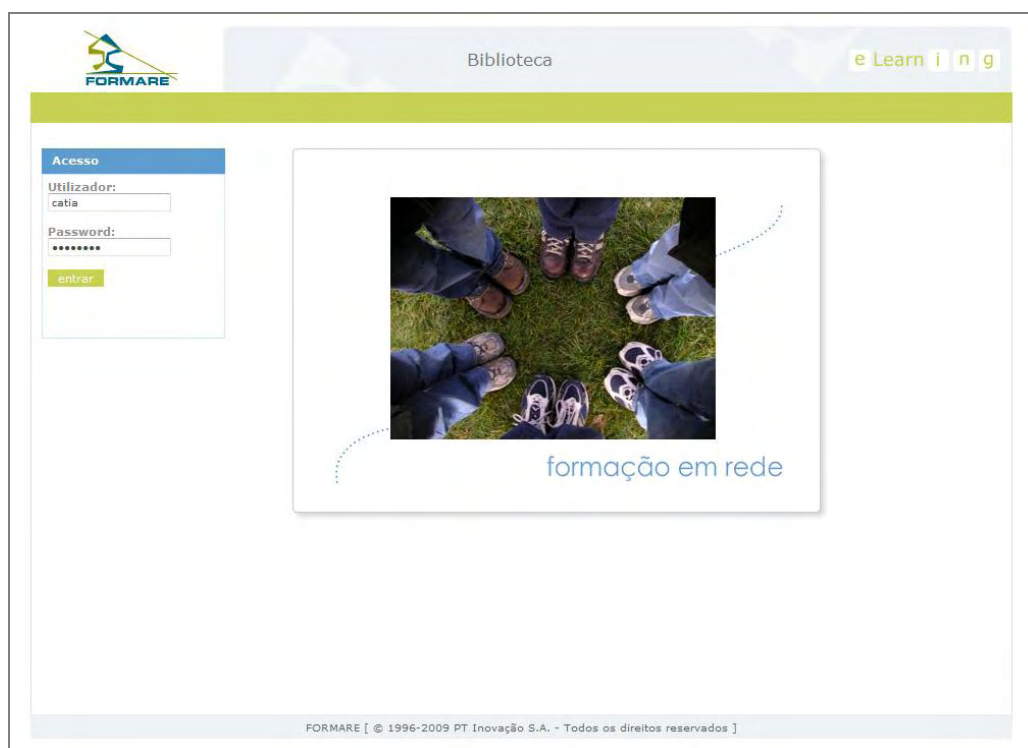 FORMARE
Biblioteca
e Learn i n g
Acesso
Utilizador:
catia
Password:
••••••••
entrar
formação em rede
FORMARE [ © 1996-2009 PT Inovação S.A. - Todos os direitos reservados ]